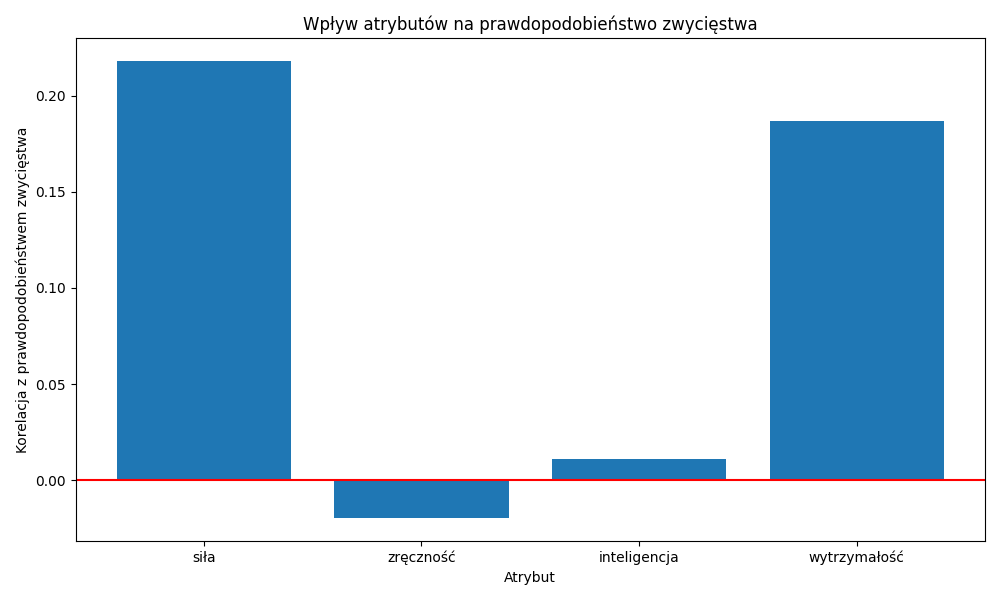 Wpływ atrybutów na prawdopodobieństwo zwycięstwa
Korelacja z prawdopodobieństwem zwycięstwa
0.20
0.15
0.10
0.05
0.00
siła
zręczność
inteligencja
wytrzymałość
Atrybut